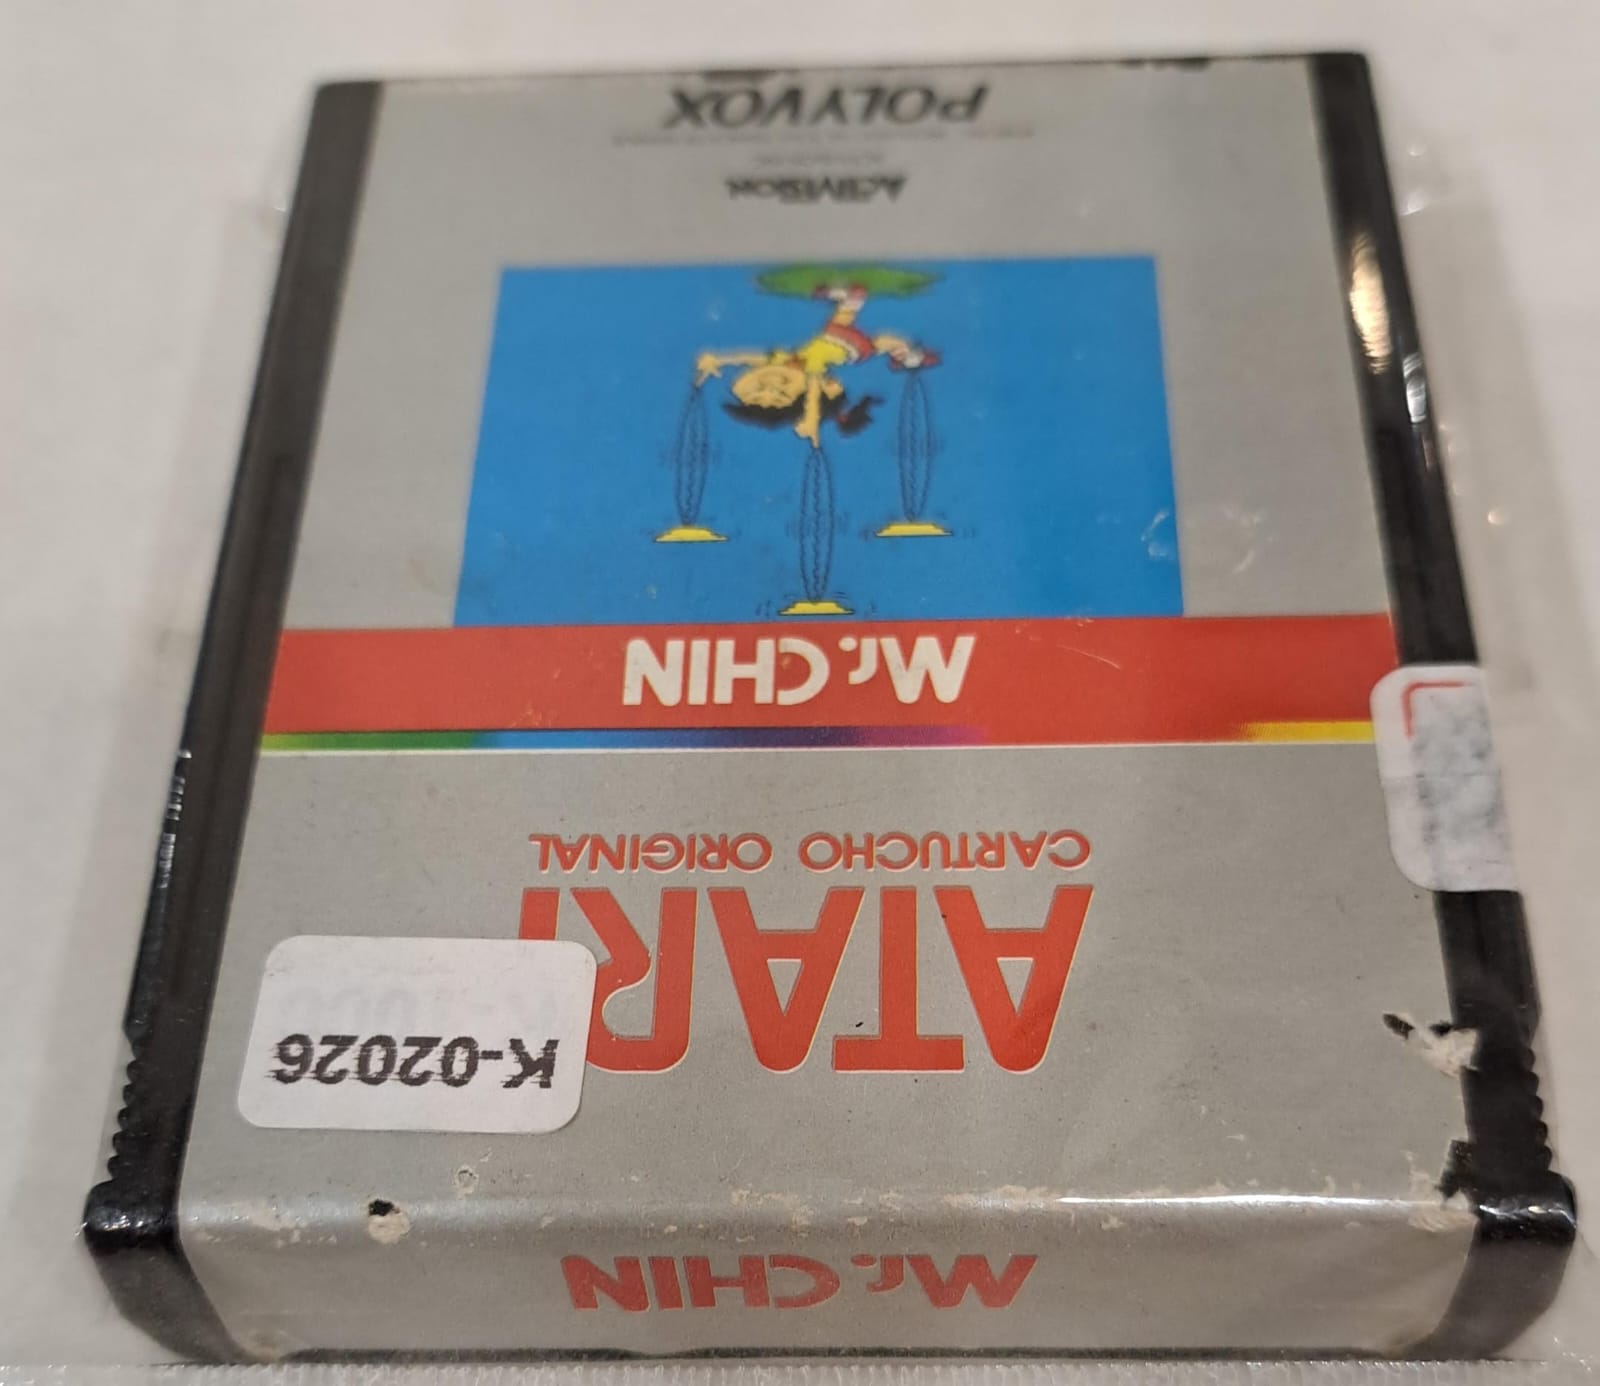 Mr. CHIN
ATARI
CARTUCHO ORIGINAL
K-02026
Mr. CHIN
ACTIVISION
POLYVOX